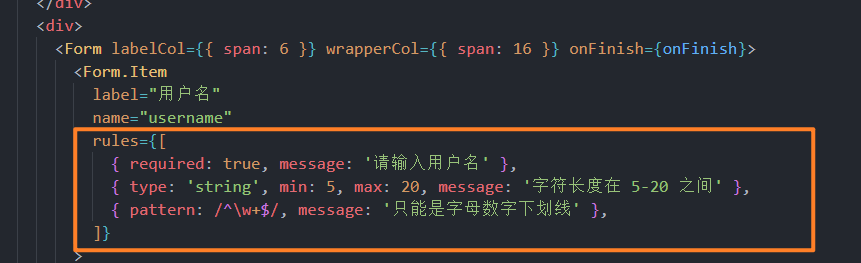 </div>
<div>
<Form labelCol={{ span: 6 }} wrapperCol={{ span: 16 }} onFinish={onFinish}>
<Form.Item
label="用户名"
name="username"
rules={[
{ required: true, message: '请输入用户名' },
{ type: 'string', min: 5, max: 20, message: '字符长度在 5-20 之间' },
{ pattern: /^\w+$/, message: '只能是字母数字下划线' },
]}
>